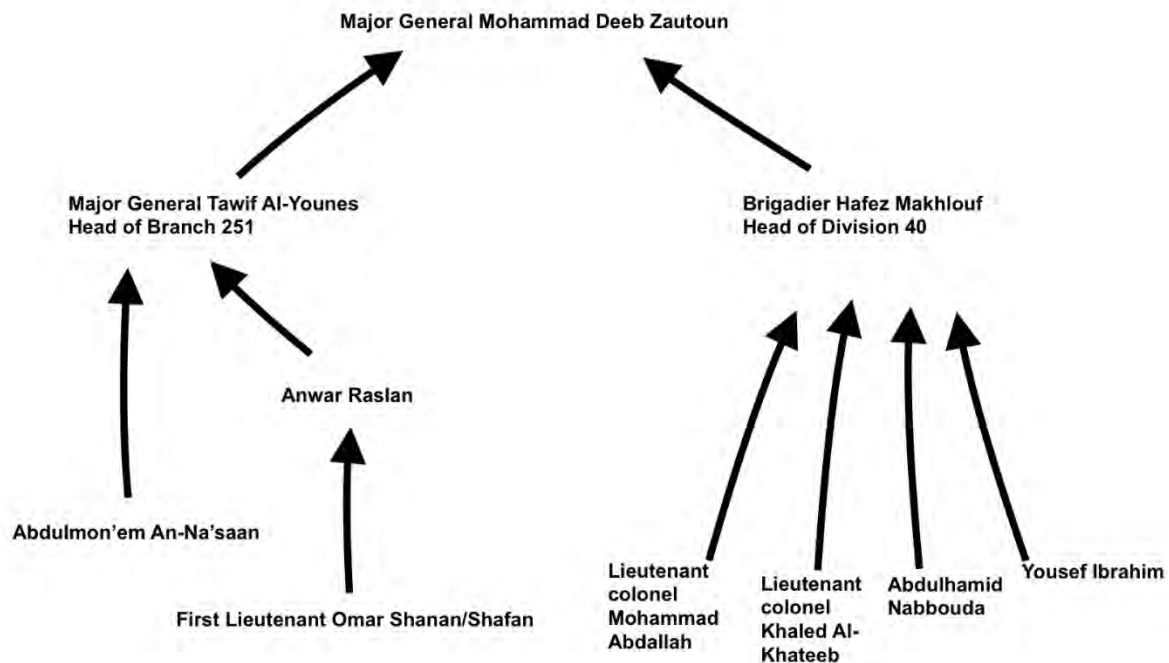 Major General Mohammad Deeb Zautoun
Major General Tawif Al-Younes
Head of Branch 251
Brigadier Hafez Makhlouf
Head of Division 40
Anwar Raslan
Abdulmon’em An-Na’saan
First Lieutenant Omar Shanan/Shafan
Lieutenant
colonel
Mohammad
Abdallah
Lieutenant
colonel
Khaled Al-
Khateeb
Abdulhamid
Nabbouda
Yousef Ibrahim